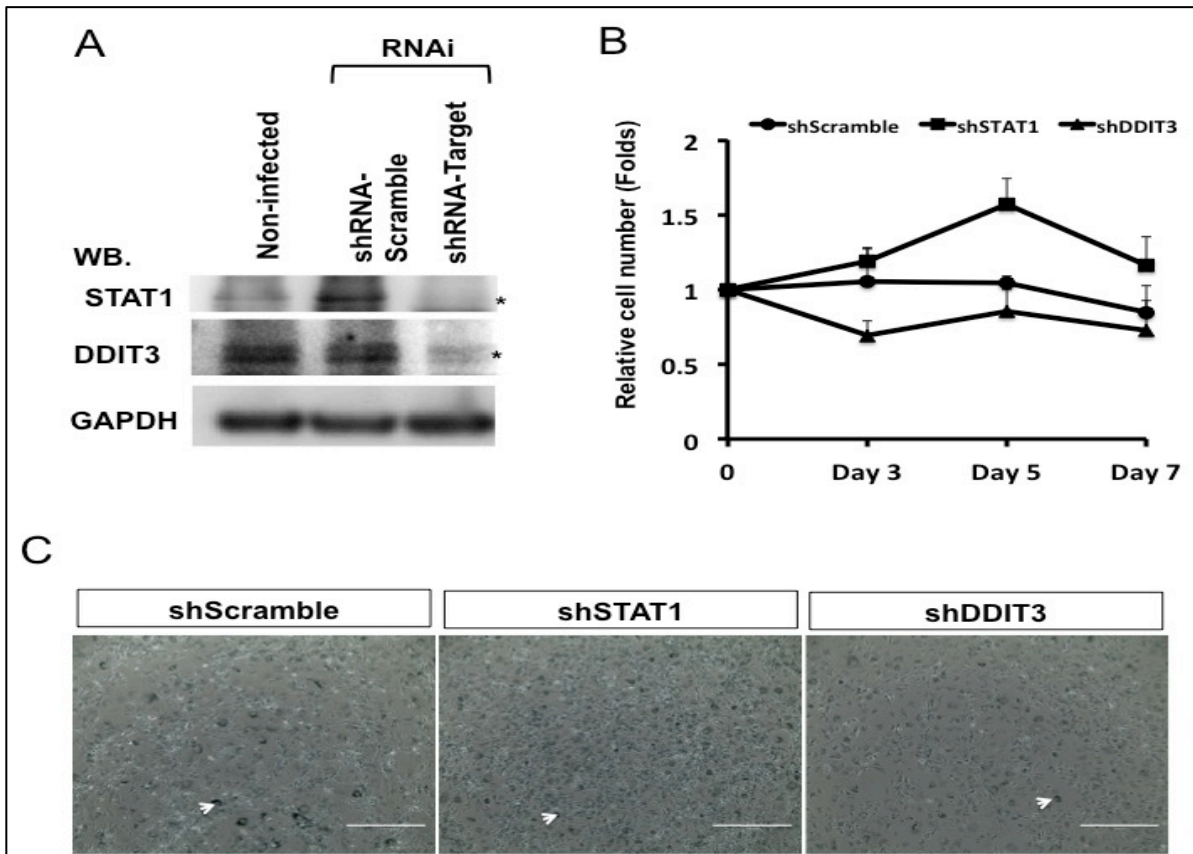 A
RNAi
Non-infected
shRNA-
Scramble
shRNA-Target
WB.
STAT1
*
DDIT3
*
GAPDH
B
shScramble shSTAT1 shDDIT3
Relative cell number (Folds)
2
1.5
1
0.5
0
0 Day 3 Day 5 Day 7
C
shScramble shSTAT1 shDDIT3